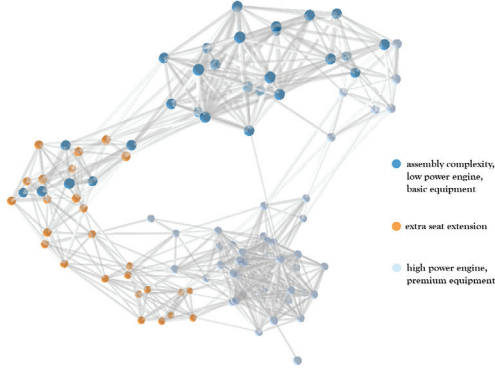 assembly complexity,
low power engine,
basic equipment
extra seat extension
high power engine,
premium equipment